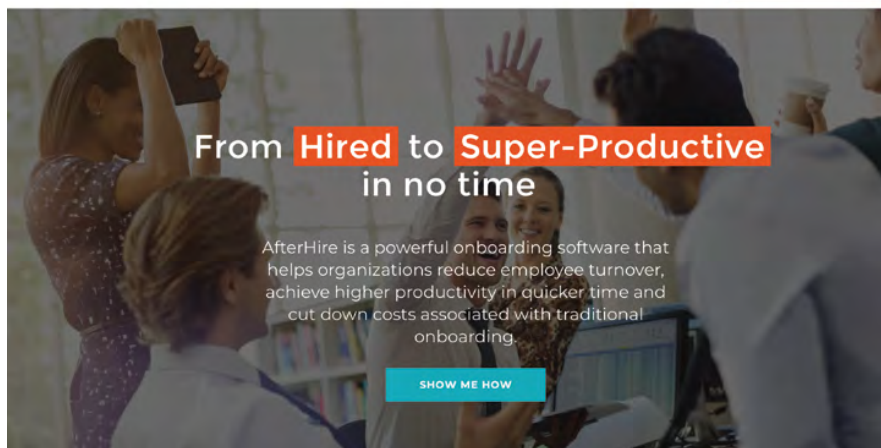 From Hired to Super-Productive
in no time
AfterHire is a powerful onboarding software that
helps organizations reduce employee turnover,
achieve higher productivity in quicker time and
cut down costs associated with traditional
onboarding.
SHOW ME HOW